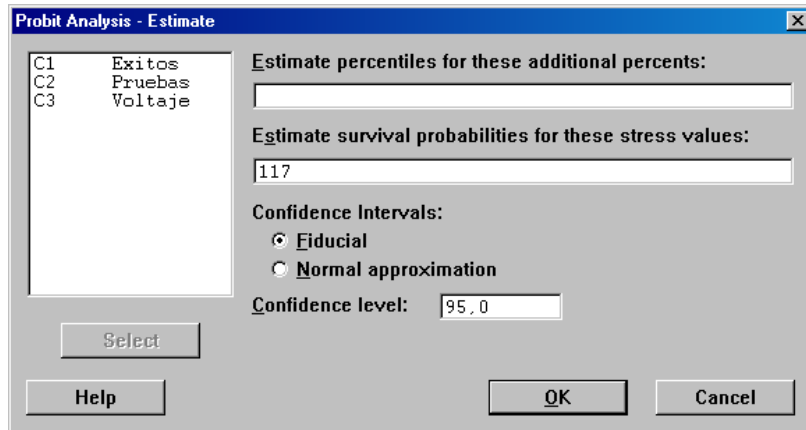 Probit Analysis - Estimate
C1 Exitos
C2 Pruebas
C3 Voltaje
Estimate percentiles for these additional percents:
Estimate survival probabilities for these stress values:
117
Confidence Intervals:
Fiducial
Normal approximation
Confidence level: 95,0
Select
Help
OK
Cancel